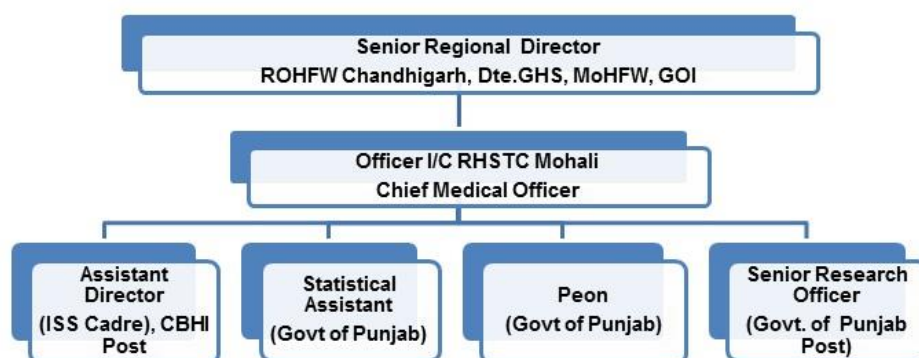 Senior Regional Director
ROHFW Chandhigarh, Dte.GHS, MoHFW, GOI
Officer I/C RHSTC Mohali
Chief Medical Officer
Assistant
Director
(ISS Cadre), CBHI
Post
Statistical
Assistant
(Govt of Punjab)
Peon
(Govt of Punjab)
Senior Research
Officer
(Govt. of Punjab
Post)